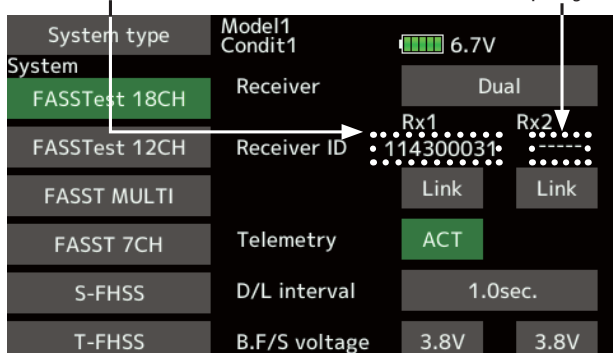 System type
Model1
Condit1
6.7V
System
FASSTest 18CH
Receiver
Dual
Rx1
Rx2
FASSTest 12CH
Receiver ID
114300031
-----
FASST MULTI
Link
Link
FASST 7CH
Telemetry
ACT
S-FHSS
D/L interval
1.0sec.
T-FHSS
B.F/S voltage
3.8V
3.8V